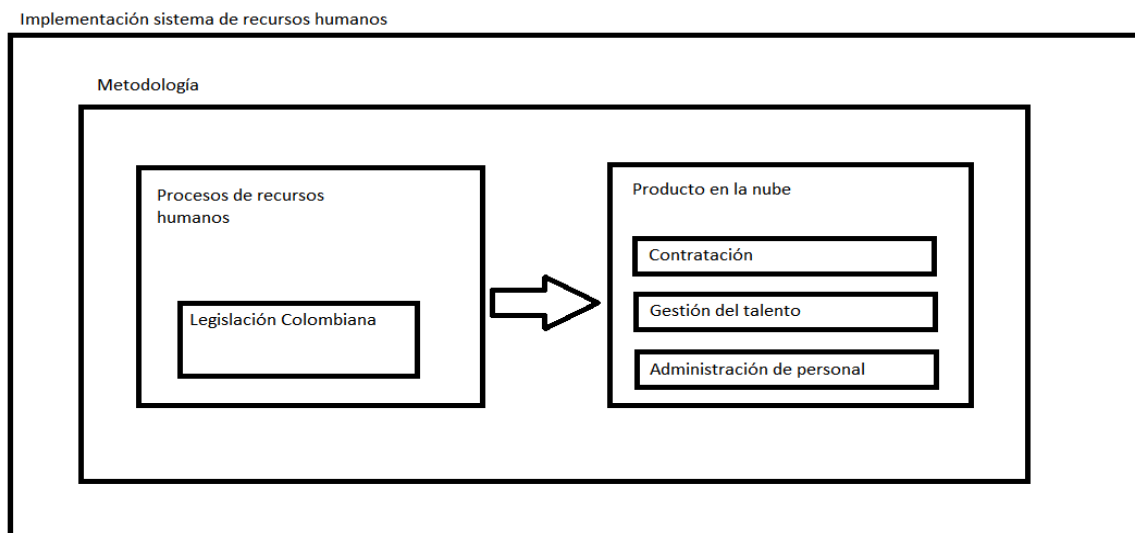 Implementación sistema de recursos humanos
Metodología
Procesos de recursos
humanos
Legislación Colombiana
Producto en la nube
Contratación
Gestión del talento
Administración de personal